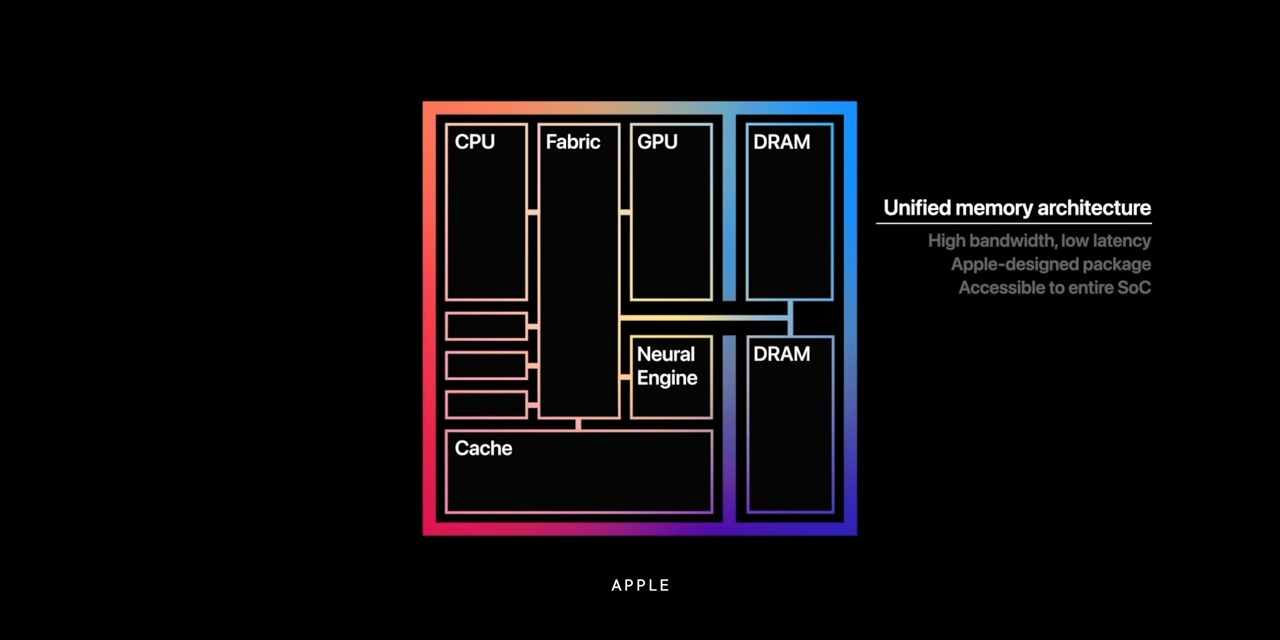 CPU
Fabric
GPU
DRAM
Unified memory architecture
High bandwidth, low latency
Apple-designed package
Accessible to entire SoC
Neural
Engine
DRAM
Cache
APPLE